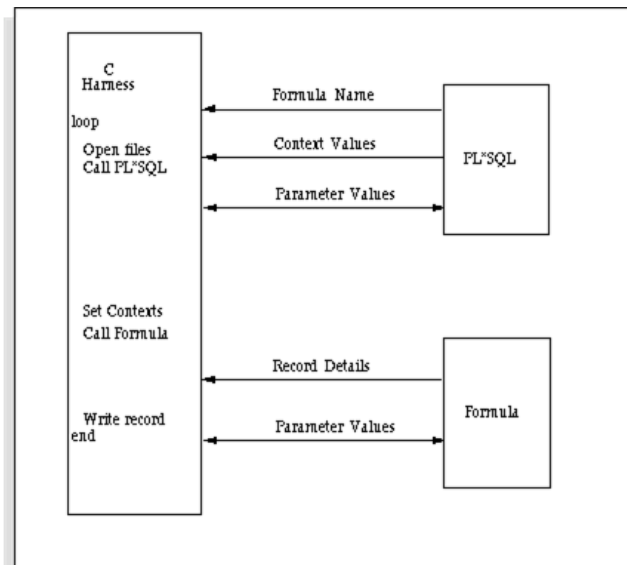 C
Harness
loop
Open files
Call PL*SQL
Formula Name
Context Values
Parameter Values
PL*SQL
Set Contexts
Call Formula
Write record
end
Record Details
Parameter Values
Formula